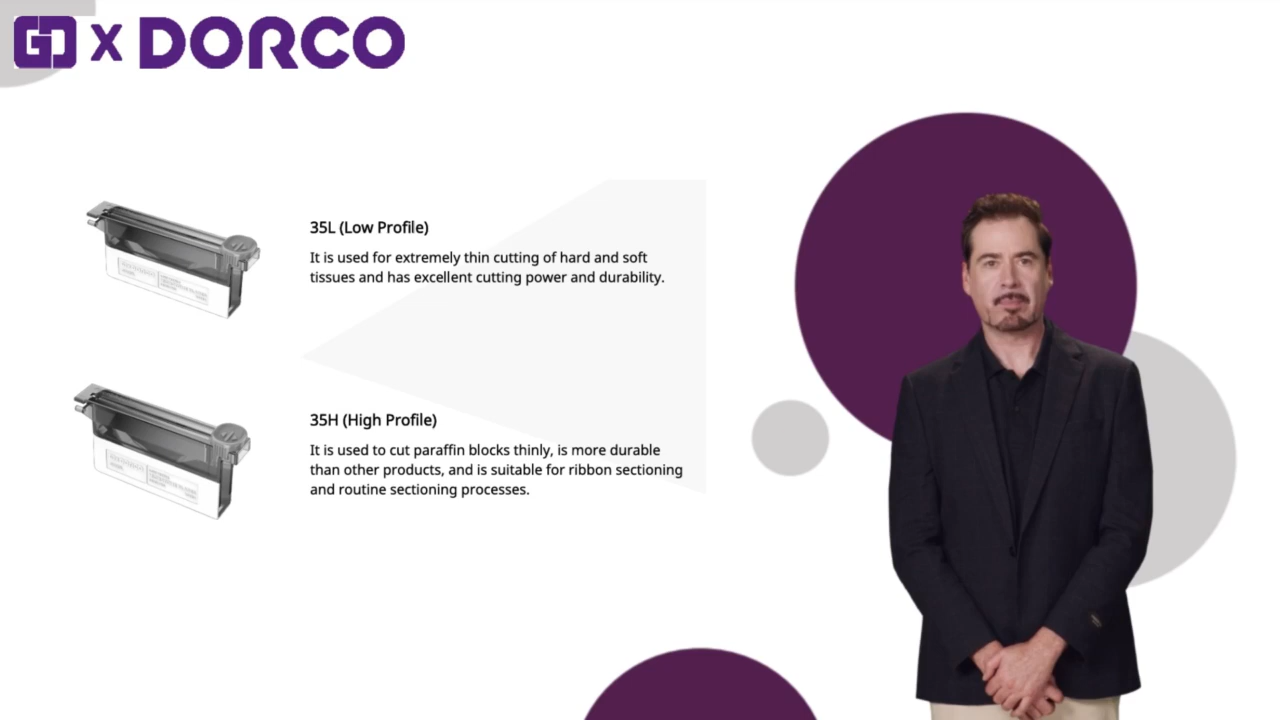 GD x DORCO
35L (Low Profile)
It is used for extremely thin cutting of hard and soft
tissues and has excellent cutting power and durability.
35H (High Profile)
It is used to cut paraffin blocks thinly, is more durable
than other products, and is suitable for ribbon sectioning
and routine sectioning processes.